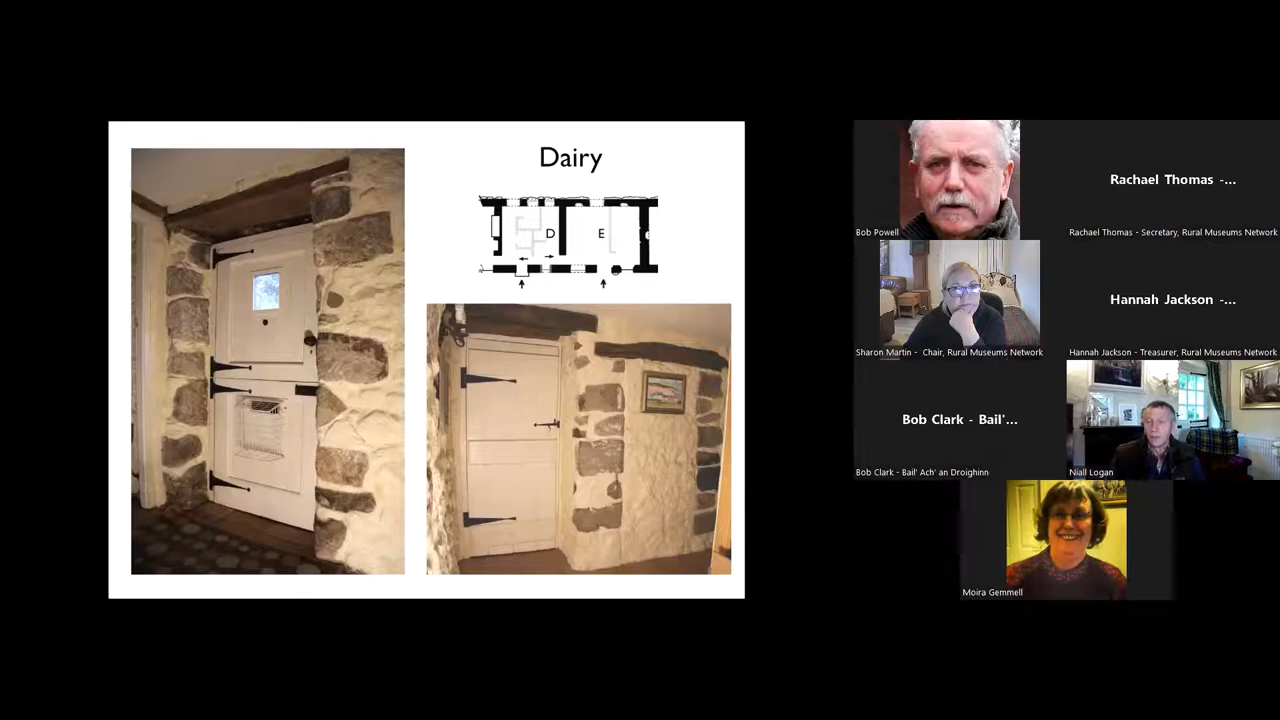 Dairy
D
E
Bob Powell
Rachael Thomas -...
Rachael Thomas - Secretary, Rural Museums Network
Sharon Martin - Chair, Rural Museums Network
Hannah Jackson -...
Hannah Jackson - Treasurer, Rural Museums Network
Bob Clark - Bail'...
Bob Clark - Bail' Ach' an Droighinn
Niall Logan
Moira Gemmell